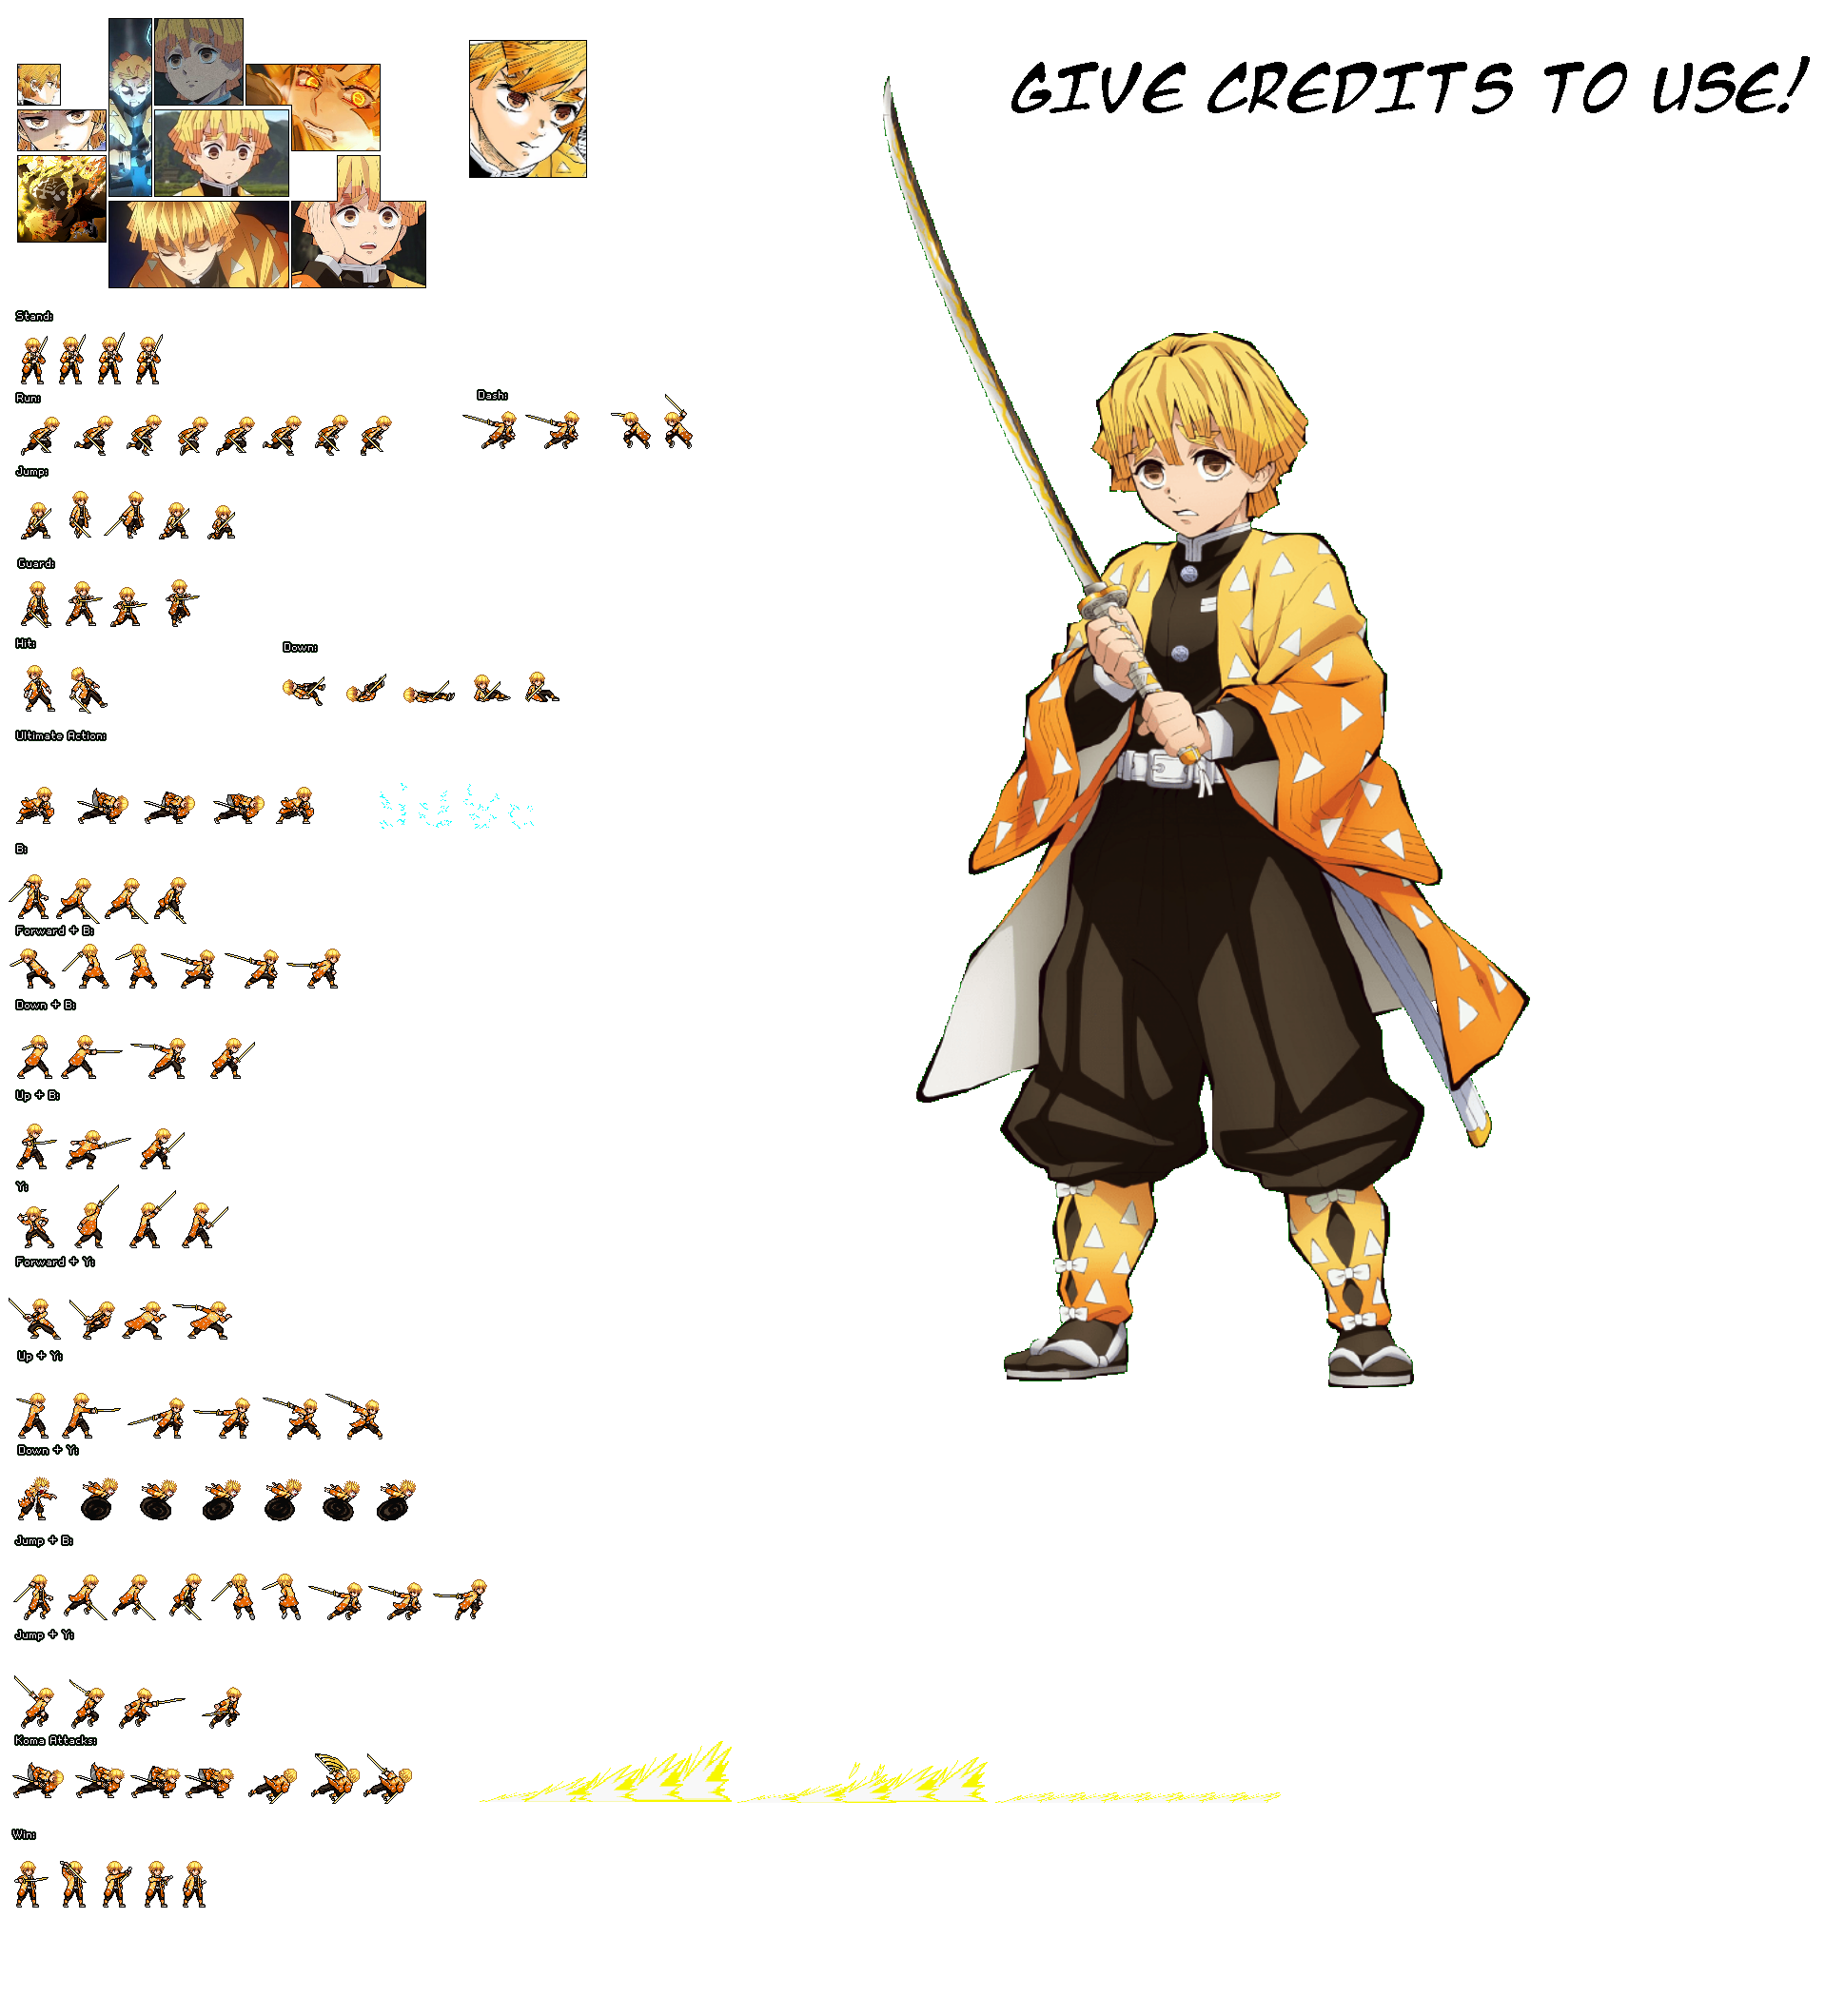 GIVE CREDITS TO USE!
Stand:
Run:
Dash:
Jump:
Guard:
Hit:
Down:
Ultimate Action:
B:
Forward + B:
Down + B:
Up + B:
Y:
Forward + Y:
Up + Y:
Down + Y:
Jump + B:
Jump + Y:
Koma Attacks:
Win: